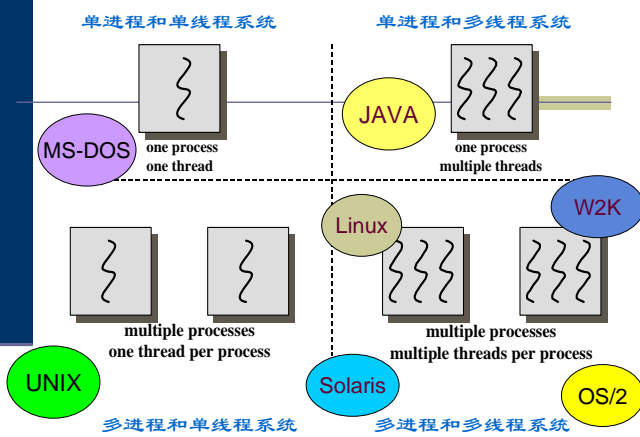 单进程和单线程系统
单进程和多线程系统
MS-DOS
one process
one thread
JAVA
one process
multiple threads
Linux
W2K
multiple processes
one thread per process
multiple processes
multiple threads per process
UNIX
Solaris
OS/2
多进程和单线程系统
多进程和多线程系统